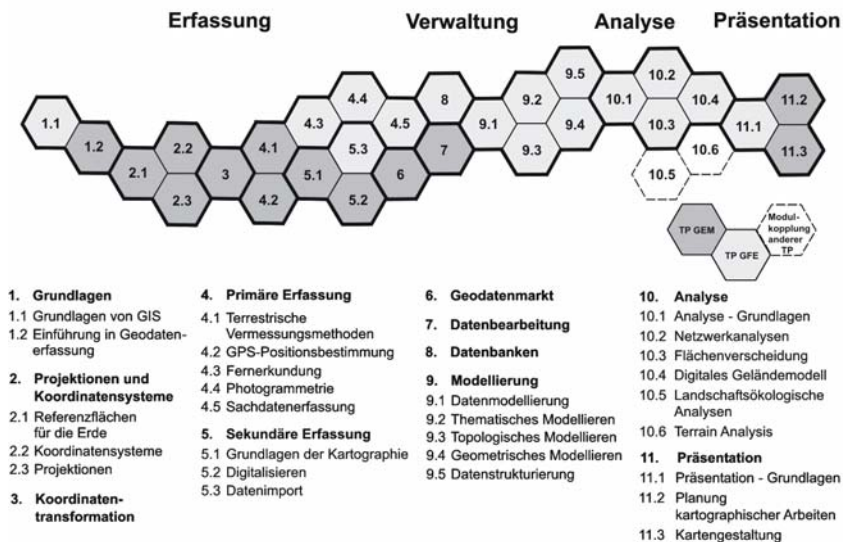 Erfassung Verwaltung Analyse Präsentation
9.5 10.2
4.4 8 9.2 10.1 10.4 11.2
1.1 4.3 4.5 9.1 9.4 10.3 11.1
1.2 2.2 4.1 5.3 7 9.3 10.6 11.3
2.1 3 5.1 6 10.5
2.3 4.2 5.2
TP GEM
TP GFE
Modul-
kopplung
anderer
TP
1. Grundlagen
1.1 Grundlagen von GIS
1.2 Einführung in Geodaten-
erfassung
2. Projektionen und
Koordinatensysteme
2.1 Referenzflächen
für die Erde
2.2 Koordinatensysteme
2.3 Projektionen
3. Koordinaten-
transformation
4. Primäre Erfassung
4.1 Terrestrische
Vermessungsmethoden
4.2 GPS-Positionsbestimmung
4.3 Fernerkundung
4.4 Photogrammetrie
4.5 Sachdatenerfassung
5. Sekundäre Erfassung
5.1 Grundlagen der Kartographie
5.2 Digitalisieren
5.3 Datenimport
6. Geodatenmarkt
7. Datenbearbeitung
8. Datenbanken
9. Modellierung
9.1 Datenmodellierung
9.2 Thematisches Modellieren
9.3 Topologisches Modellieren
9.4 Geometrisches Modellieren
9.5 Datenstrukturierung
10. Analyse
10.1 Analyse - Grundlagen
10.2 Netzwerkanalysen
10.3 Flächenverscheidung
10.4 Digitales Geländemodell
10.5 Landschaftsökologische
Analysen
10.6 Terrain Analysis
11. Präsentation
11.1 Präsentation - Grundlagen
11.2 Planung
kartographischer Arbeiten
11.3 Kartengestaltung